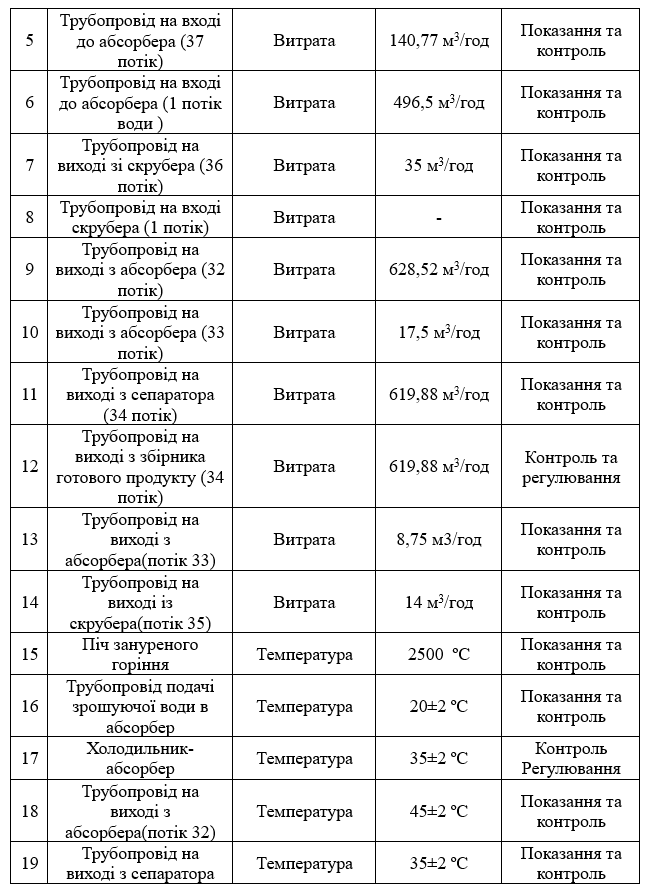 5
Трубопровід на вході
до абсорбера (37
потік)
Витрата
140,77 м³/год
Показання та
контроль
6
Трубопровід на вході
до абсорбера (1 потік
води )
Витрата
496,5 м³/год
Показання та
контроль
7
Трубопровід на
виході зі скрубера (36
потік)
Витрата
35 м³/год
Показання та
контроль
8
Трубопровід на вході
скрубера (1 потік)
Витрата
-
Показання та
контроль
9
Трубопровід на
виході з абсорбера (32
потік)
Витрата
628,52 м³/год
Показання та
контроль
10
Трубопровід на
виході з абсорбера (33
потік)
Витрата
17,5 м³/год
Показання та
контроль
11
Трубопровід на
виході з сепаратора
(34 потік)
Витрата
619,88 м³/год
Показання та
контроль
12
Трубопровід на
виході з збірника
готового продукту (34
потік)
Витрата
619,88 м³/год
Контроль та
регулювання
13
Трубопровід на
виході з
абсорбера(потік 33)
Витрата
8,75 м3/год
Показання та
контроль
14
Трубопровід на
виході із
скрубера(потік 35)
Витрата
14 м³/год
Показання та
контроль
15
Піч зануреного
горіння
Температура
2500 ºС
Показання та
контроль
16
Трубопровід подачі
зрошуючої води в
абсорбер
Температура
20±2 ºС
Показання та
контроль
17
Холодильник-
абсорбер
Температура
35±2 ºС
Контроль
Регулювання
18
Трубопровід на
виході з
абсорбера(потік 32)
Температура
45±2 ºС
Показання та
контроль
19
Трубопровід на
виході з сепаратора
Температура
35±2 ºС
Показання та
контроль